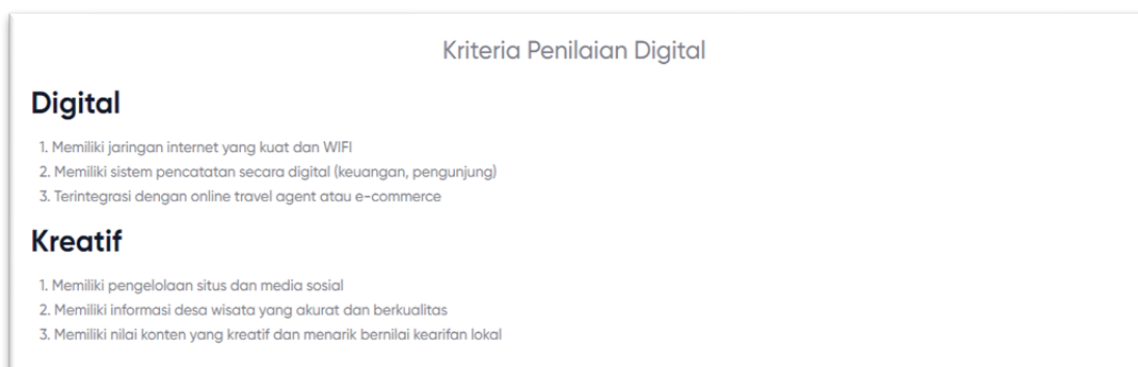 Kriteria Penilaian Digital
Digital
1. Memiliki jaringan internet yang kuat dan WIFI
2. Memiliki sistem pencatatan secara digital (keuangan, pengunjung)
3. Terintegrasi dengan online travel agent atau e-commerce
Kreatif
1. Memiliki pengelolaan situs dan media sosial
2. Memiliki informasi desa wisata yang akurat dan berkualitas
3. Memiliki nilai konten yang kreatif dan menarik bernilai kearifan lokal